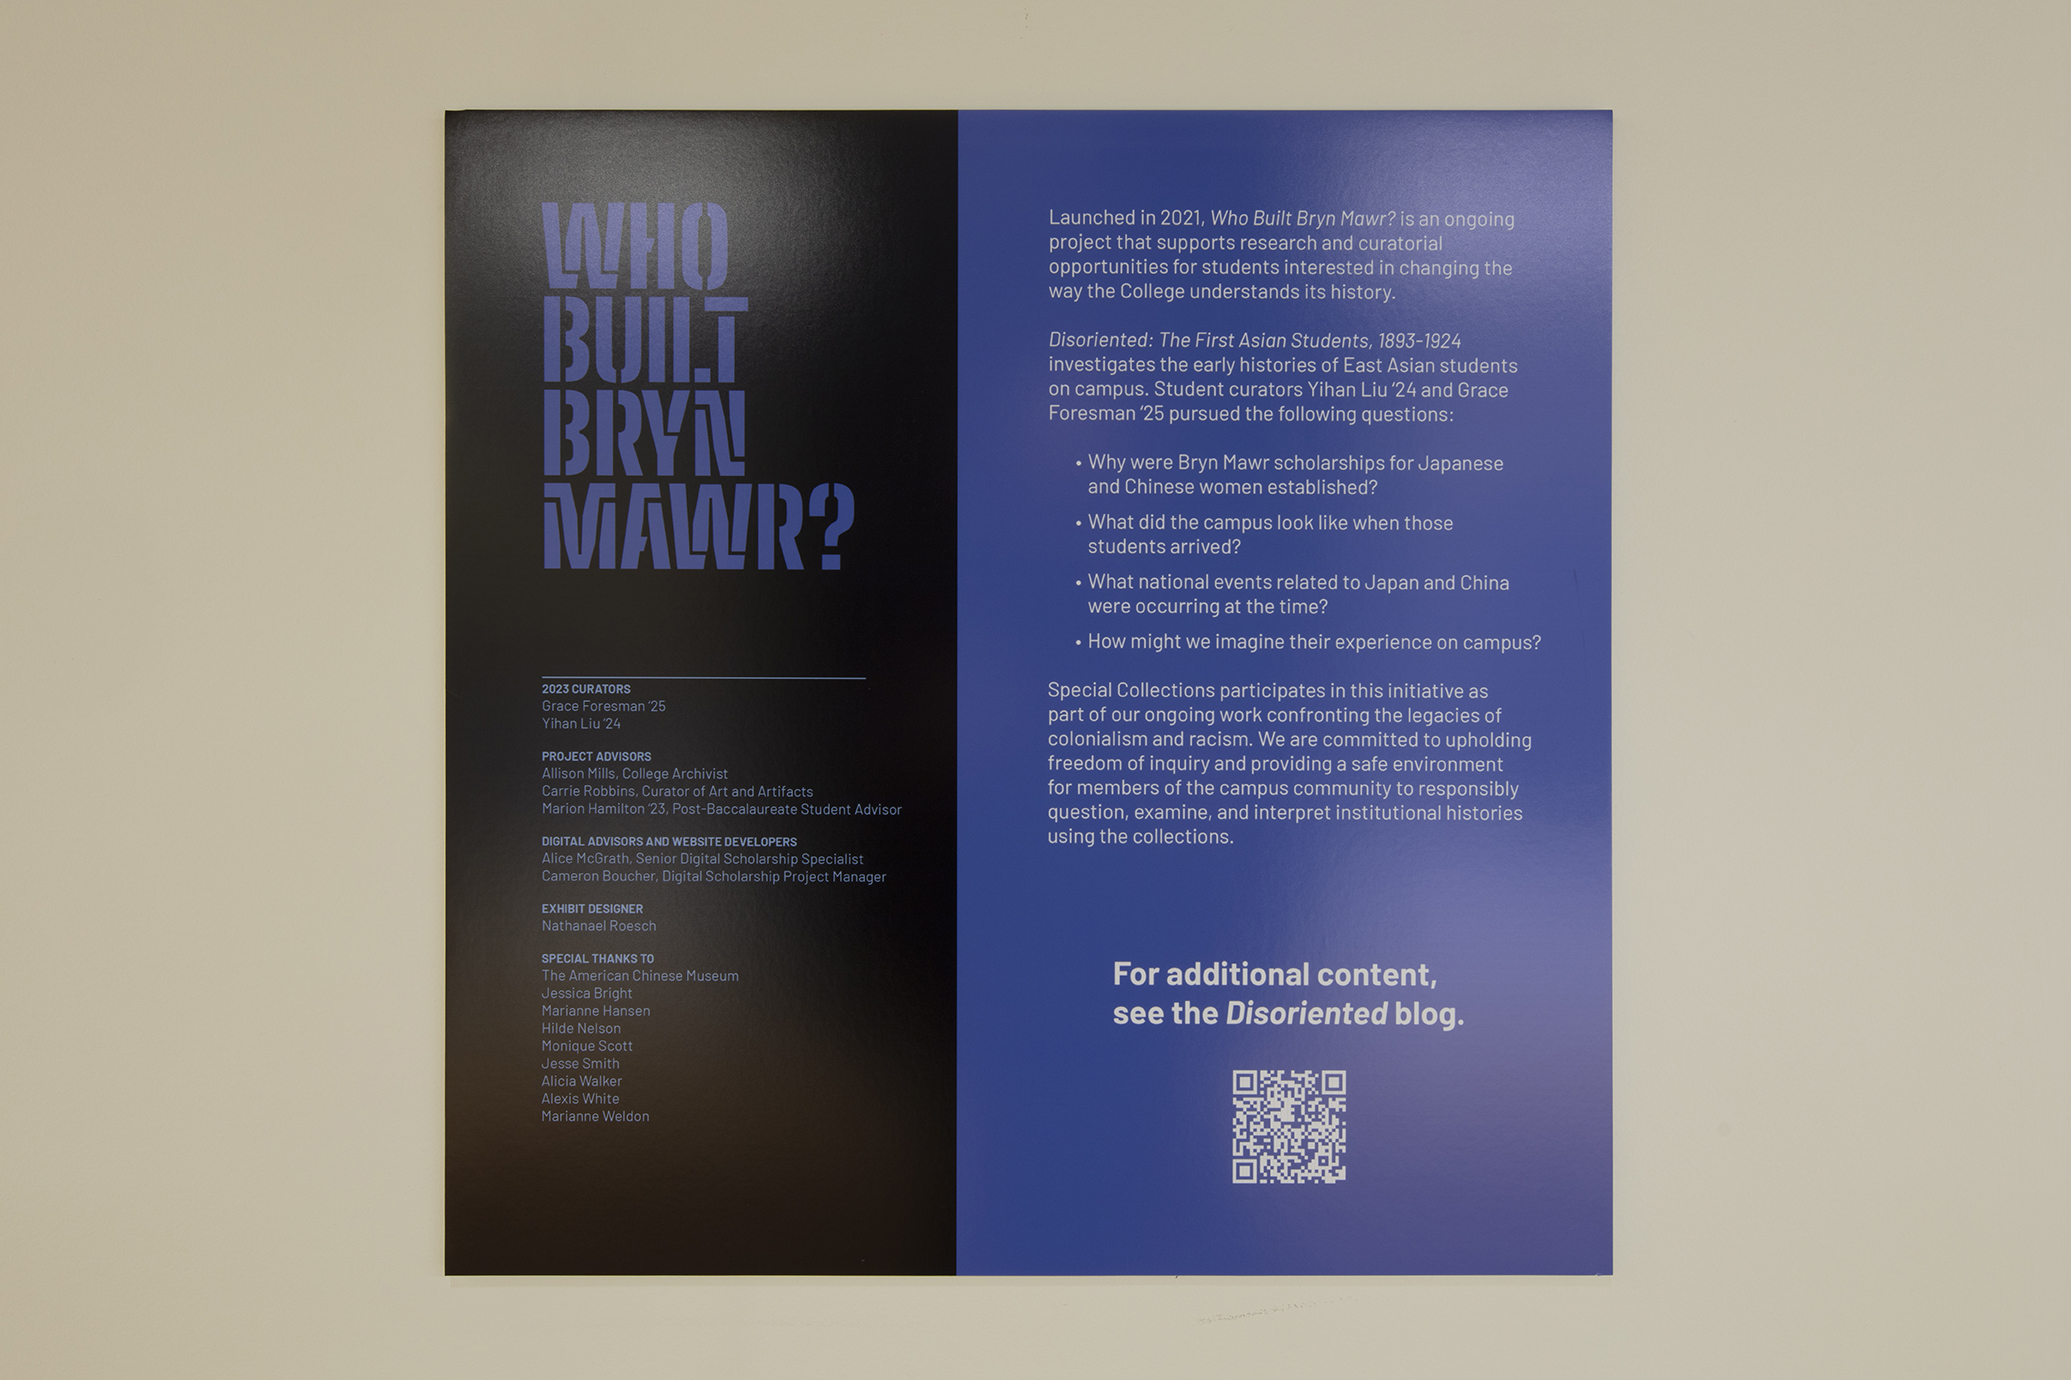 WHO
BUILT
BRYN
MAWR?
2023 CURATORS
Grace Foresman ‘25
Yihan Liu ‘24
PROJECT ADVISORS
Allison Mills, College Archivist
Carrie Robbins, Curator of Art and Artifacts
Marion Hamilton ‘23, Post-Baccalaureate Student Advisor
DIGITAL ADVISORS AND WEBSITE DEVELOPERS
Alice McGrath, Senior Digital Scholarship Specialist
Cameron Boucher, Digital Scholarship Project Manager
EXHIBIT DESIGNER
Nathanael Roesch
SPECIAL THANKS TO
The American Chinese Museum
Jessica Bright
Marianne Hansen
Hilde Nelson
Monique Scott
Jesse Smith
Alicia Walker
Alexis White
Marianne Weldon
Launched in 2021, Who Built Bryn Mawr? is an ongoing
project that supports research and curatorial
opportunities for students interested in changing the
way the College understands its history.
Disoriented: The First Asian Students, 1893-1924
investigates the early histories of East Asian students
on campus. Student curators Yihan Liu ‘24 and Grace
Foresman ‘25 pursued the following questions:
• Why were Bryn Mawr scholarships for Japanese
and Chinese women established?
• What did the campus look like when those
students arrived?
• What national events related to Japan and China
were occurring at the time?
• How might we imagine their experience on campus?
Special Collections participates in this initiative as
part of our ongoing work confronting the legacies of
colonialism and racism. We are committed to upholding
freedom of inquiry and providing a safe environment
for members of the campus community to responsibly
question, examine, and interpret institutional histories
using the collections.
For additional content,
see the Disoriented blog.